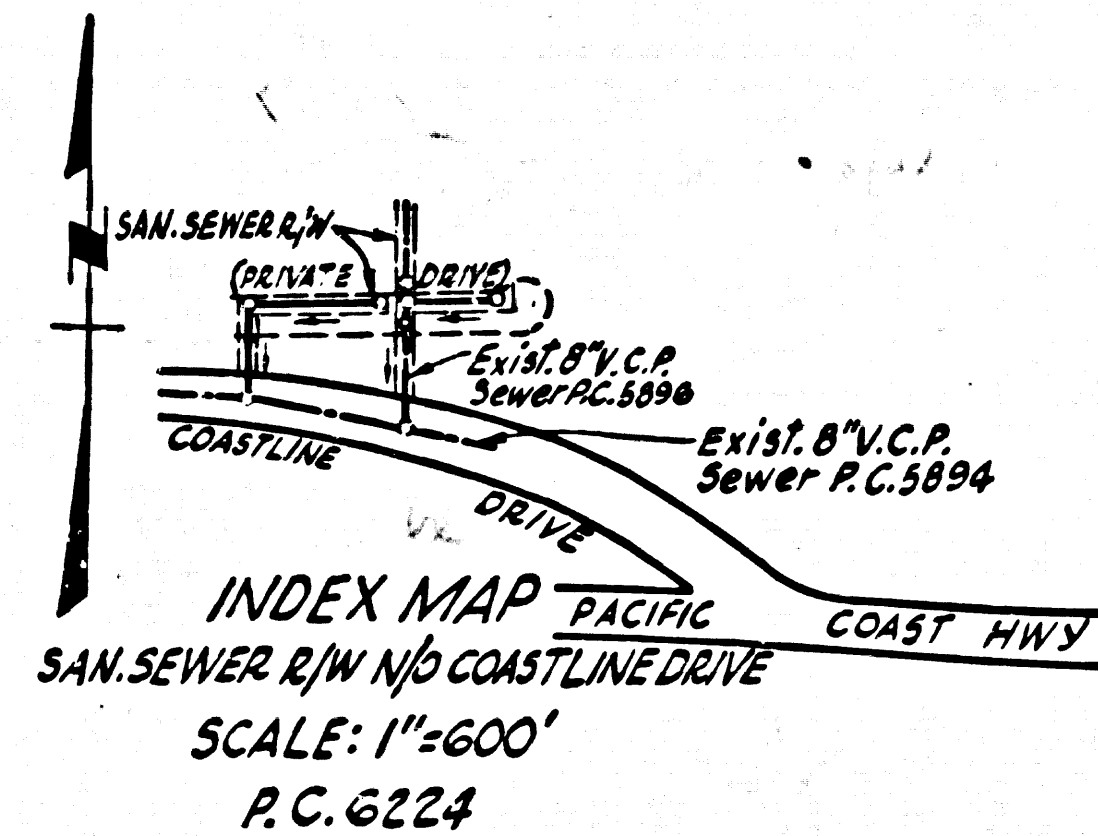 SAN. SEWER R/W
(PRIVATE DRIVE)
Exist. 8" V.C.P.
Sewer P.C. 5896
Exist. 8" V.C.P.
Sewer P.C. 5894
COASTLINE DRIVE
PACIFIC COAST HWY
INDEX MAP
SAN. SEWER R/W N/O COASTLINE DRIVE
SCALE: 1"=600'
P.C. 6224